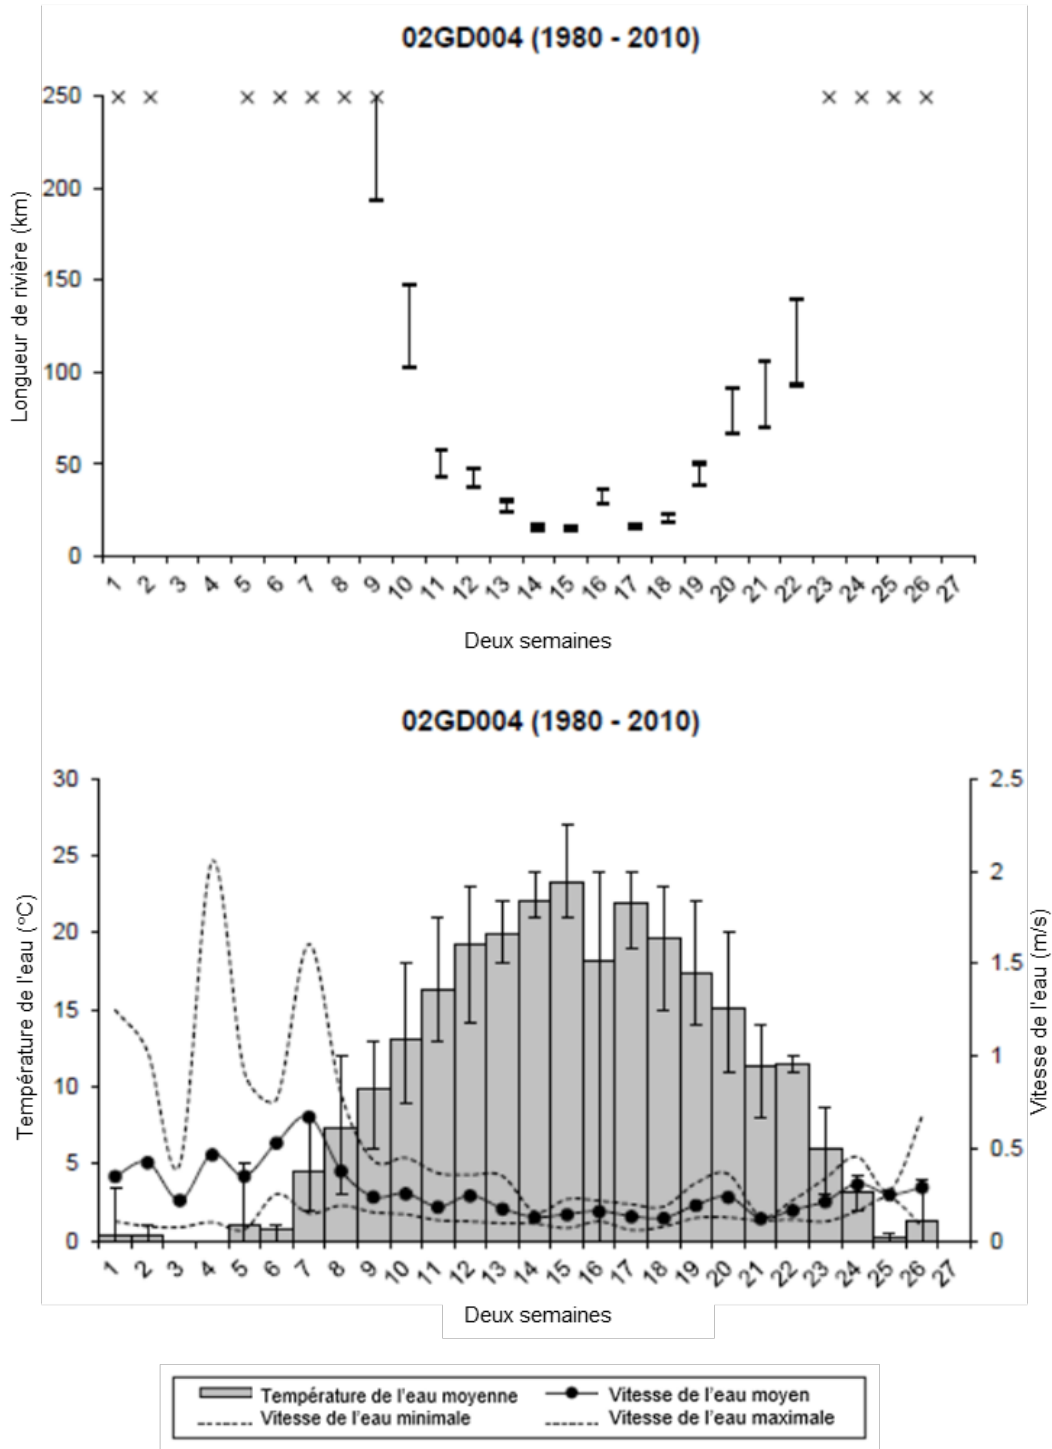 02GD004 (1980 - 2010)
250
200
150
100
50
0
Longueur de rivière (km)
1 2 3 4 5 6 7 8 9 10 11 12 13 14 15 16 17 18 19 20 21 22 23 24 25 26 27
Deux semaines
02GD004 (1980 - 2010)
30
25
20
15
10
5
0
Température de l'eau (°C)
2.5
2
1.5
1
0.5
0
Vitesse de l'eau (m/s)
1 2 3 4 5 6 7 8 9 10 11 12 13 14 15 16 17 18 19 20 21 22 23 24 25 26 27
Deux semaines
Température de l'eau moyenne
Vitesse de l'eau moyen
Vitesse de l'eau minimale
Vitesse de l'eau maximale